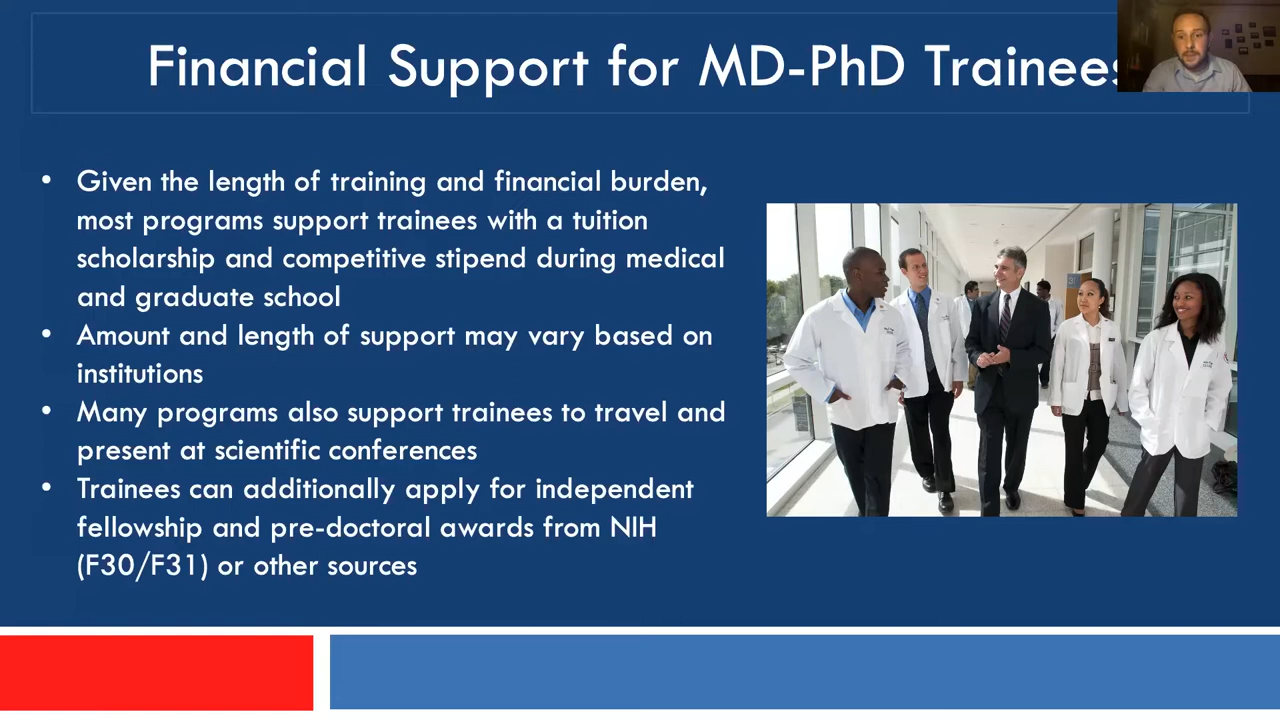 Financial Support for MD-PhD Trainees
• Given the length of training and financial burden,
most programs support trainees with a tuition
scholarship and competitive stipend during medical
and graduate school
• Amount and length of support may vary based on
institutions
• Many programs also support trainees to travel and
present at scientific conferences
• Trainees can additionally apply for independent
fellowship and pre-doctoral awards from NIH
(F30/F31) or other sources